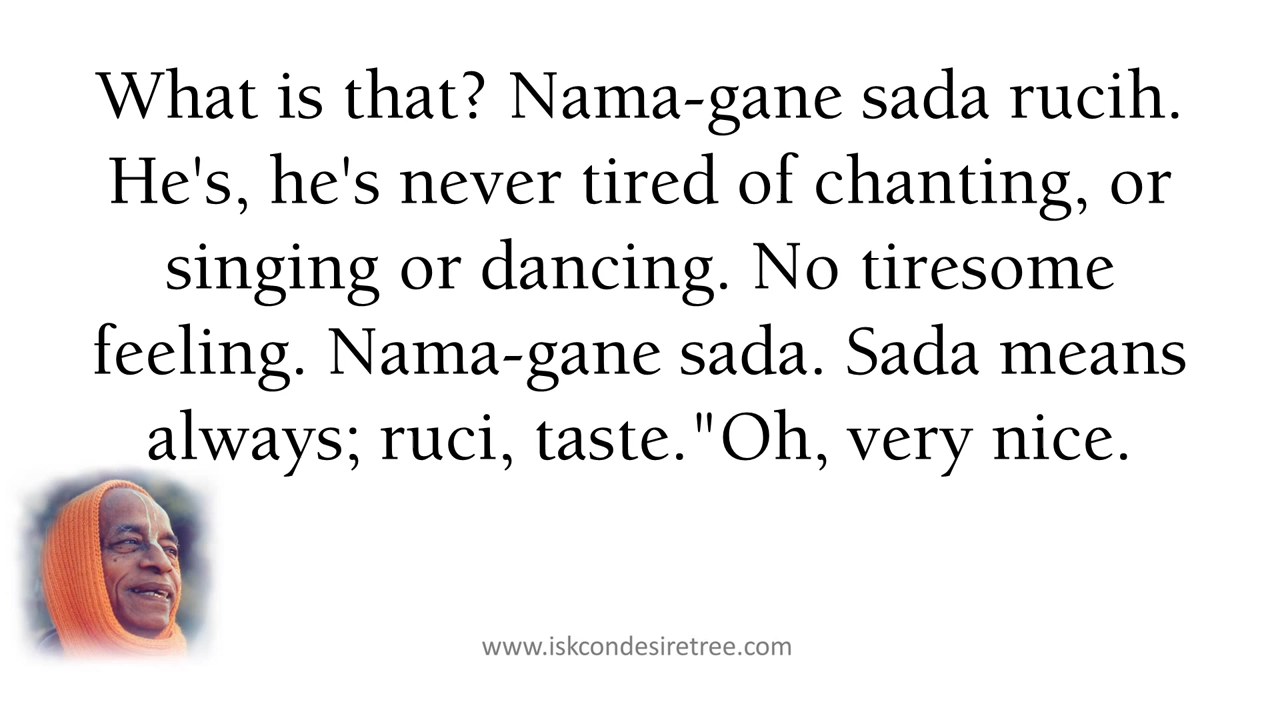 What is that? Nama-gane sada rucih.
He's, he's never tired of chanting, or
singing or dancing. No tiresome
feeling. Nama-gane sada. Sada means
always; ruci, taste."Oh, very nice.
www.iskcondesiretree.com